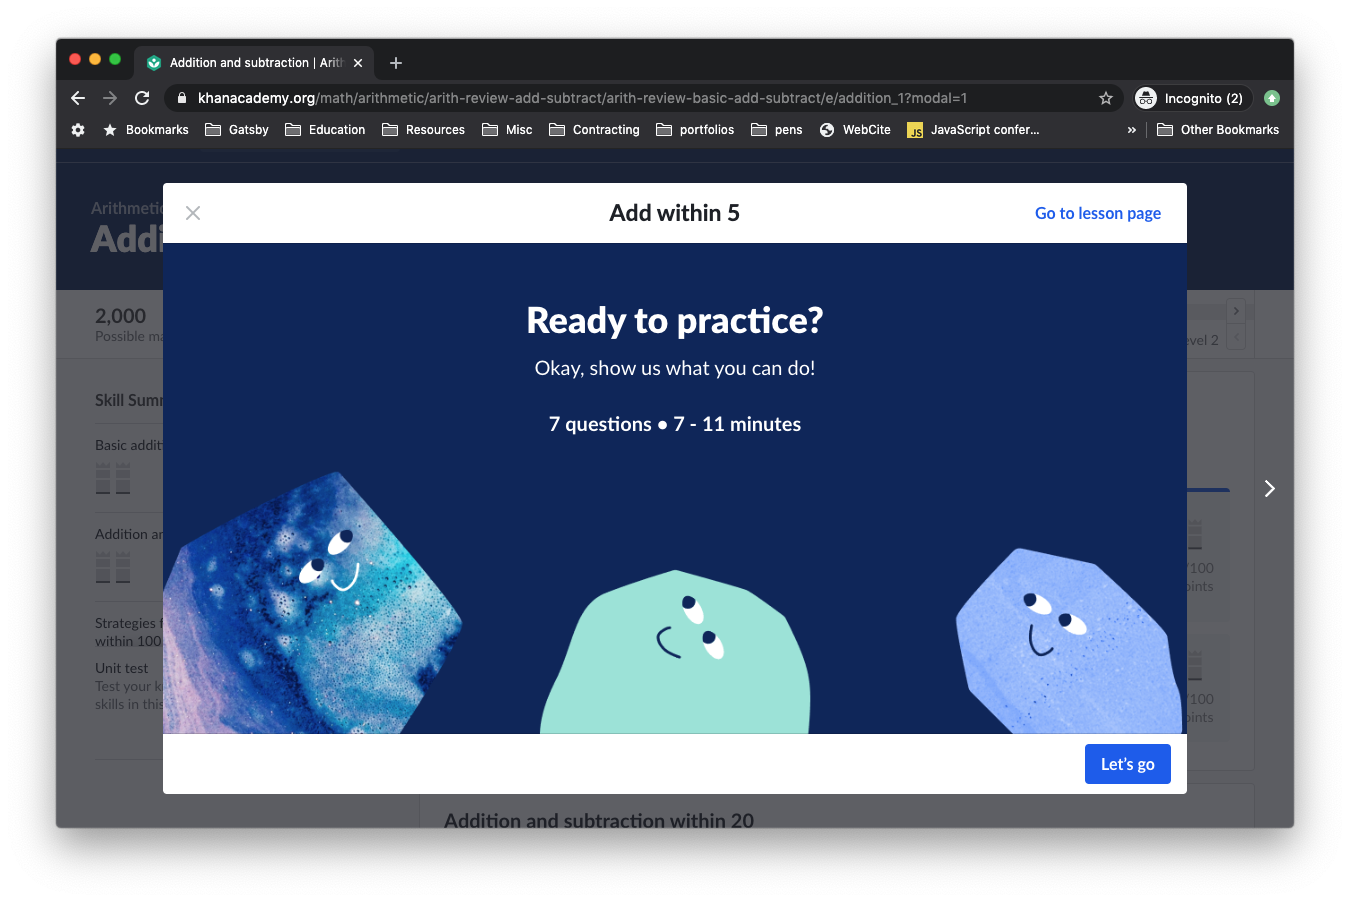 Addition and subtraction | Arith
khanacademy.org/math/arithmetic/arith-review-add-subtract/arith-review-basic-add-subtract/e/addition_1?modal=1
Incognito (2)
Bookmarks
Gatsby
Education
Resources
Misc
Contracting
portfolios
pens
WebCite
JS
JavaScript confer...
»
Other Bookmarks
Arithmetic
Addi
Add within 5
Go to lesson page
2,000
Possible ma
evel 2
Ready to practice?
Okay, show us what you can do!
7 questions • 7 - 11 minutes
Skill Summ
Basic additi
Addition an
Strategies f
within 100
Unit test
Test your k
skills in this
/100
oints
/100
oints
Let's go
Addition and subtraction within 20